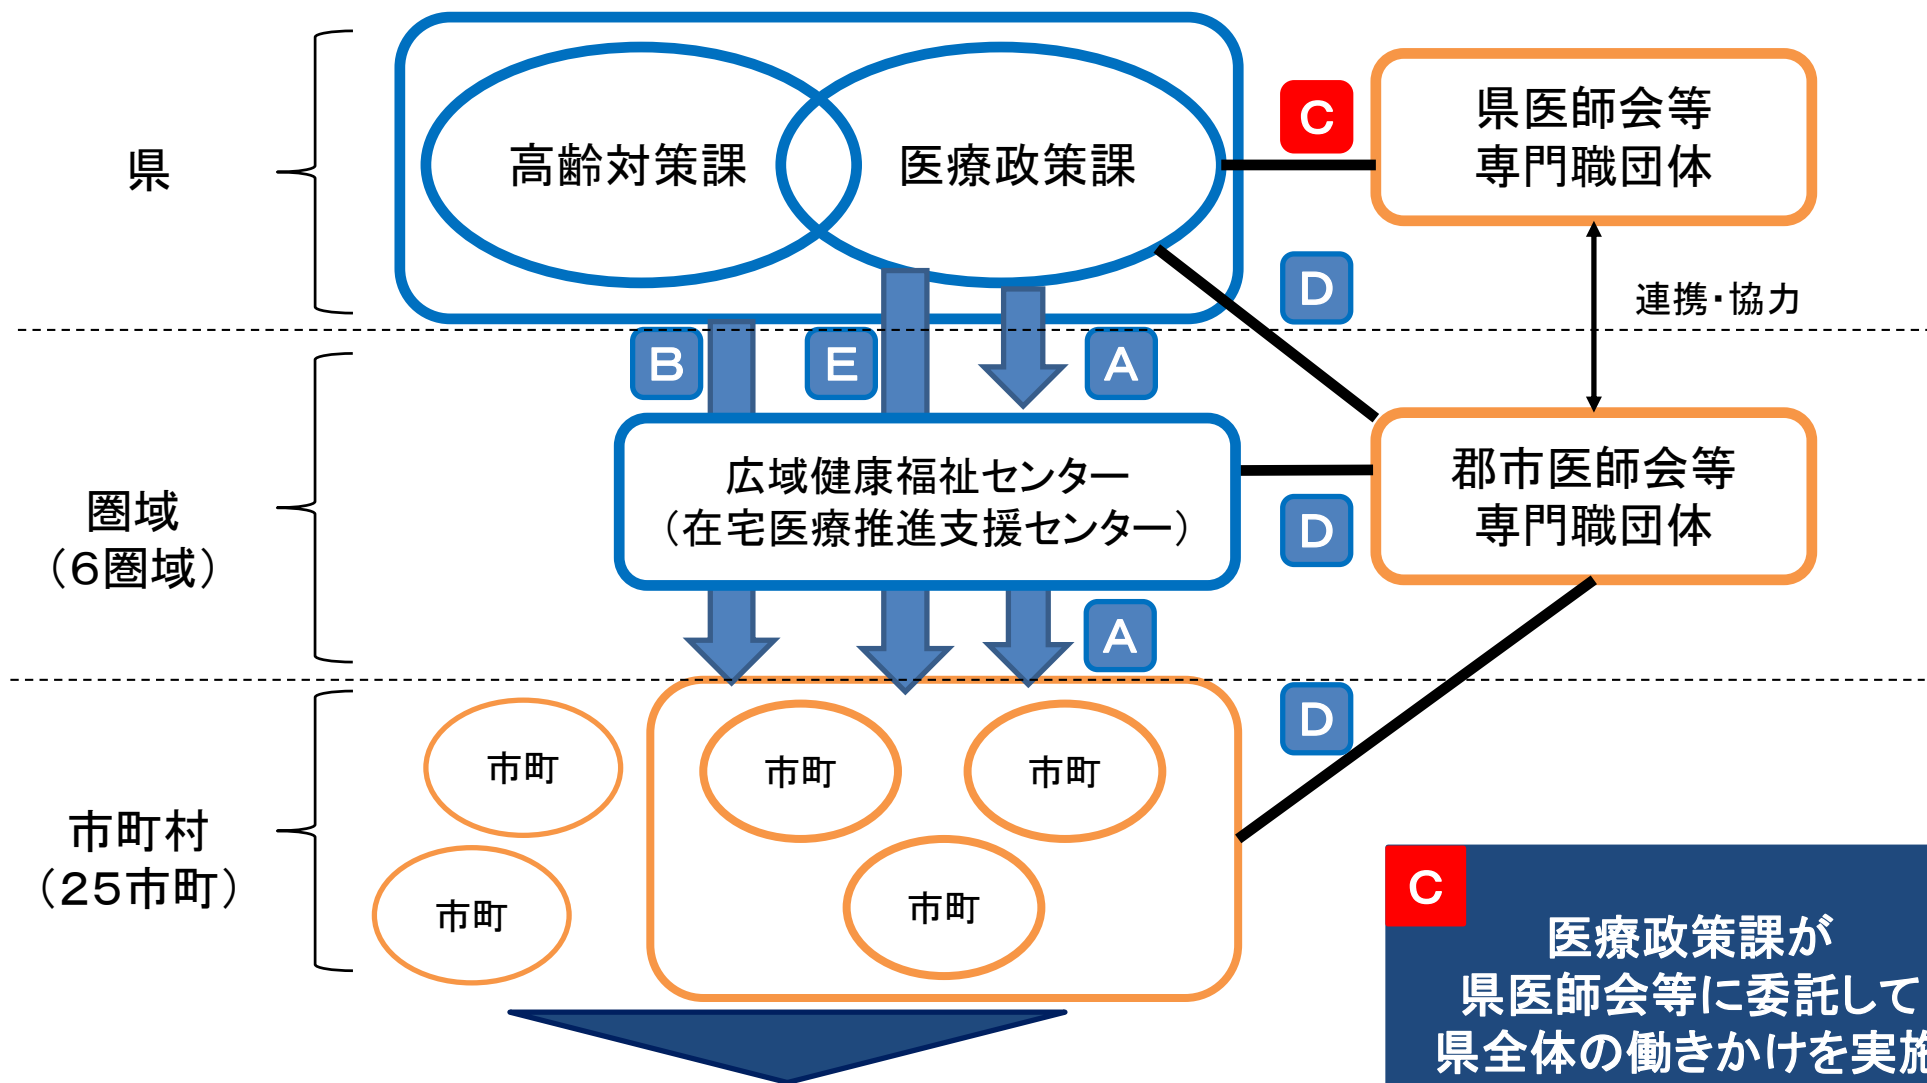 県
高齢対策課
医療政策課
C
県医師会等
専門職団体
D
連携・協力
B
E
A
圏域
（6圏域）
広域健康福祉センター
（在宅医療推進支援センター）
D
郡市医師会等
専門職団体
A
D
市町村
（25市町）
市町
市町
市町
市町
市町
C
医療政策課が
県医師会等に委託して
県全体の働きかけを実施